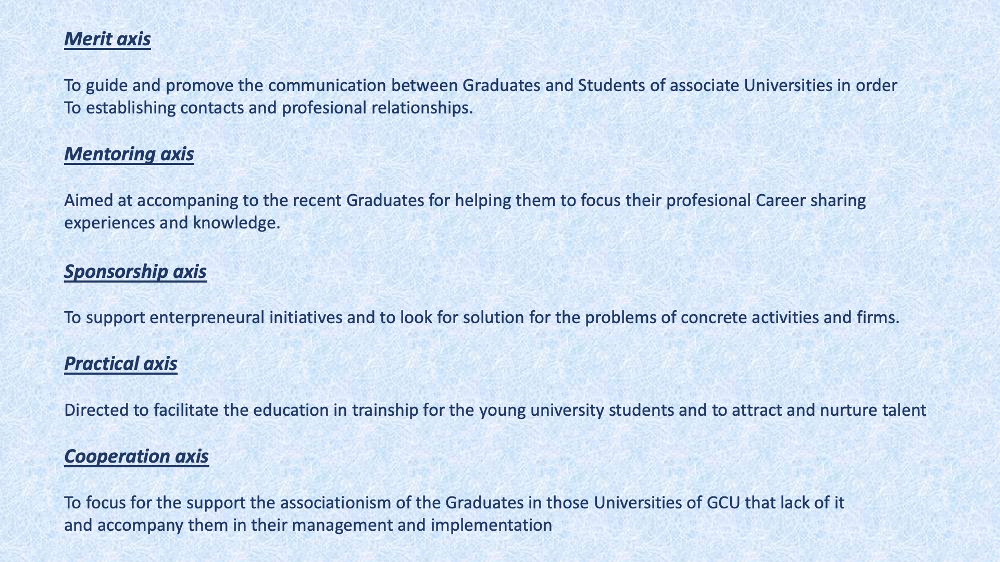 Merit axis
To guide and promove the communication between Graduates and Students of associate Universities in order
To establishing contacts and profesional relationships.
Mentoring axis
Aimed at accompaning to the recent Graduates for helping them to focus their profesional Career sharing
experiences and knowledge.
Sponsorship axis
To support enterpreneural initiatives and to look for solution for the problems of concrete activities and firms.
Practical axis
Directed to facilitate the education in trainship for the young university students and to attract and nurture talent
Cooperation axis
To focus for the support the associationism of the Graduates in those Universities of GCU that lack of it
and accompany them in their management and implementation